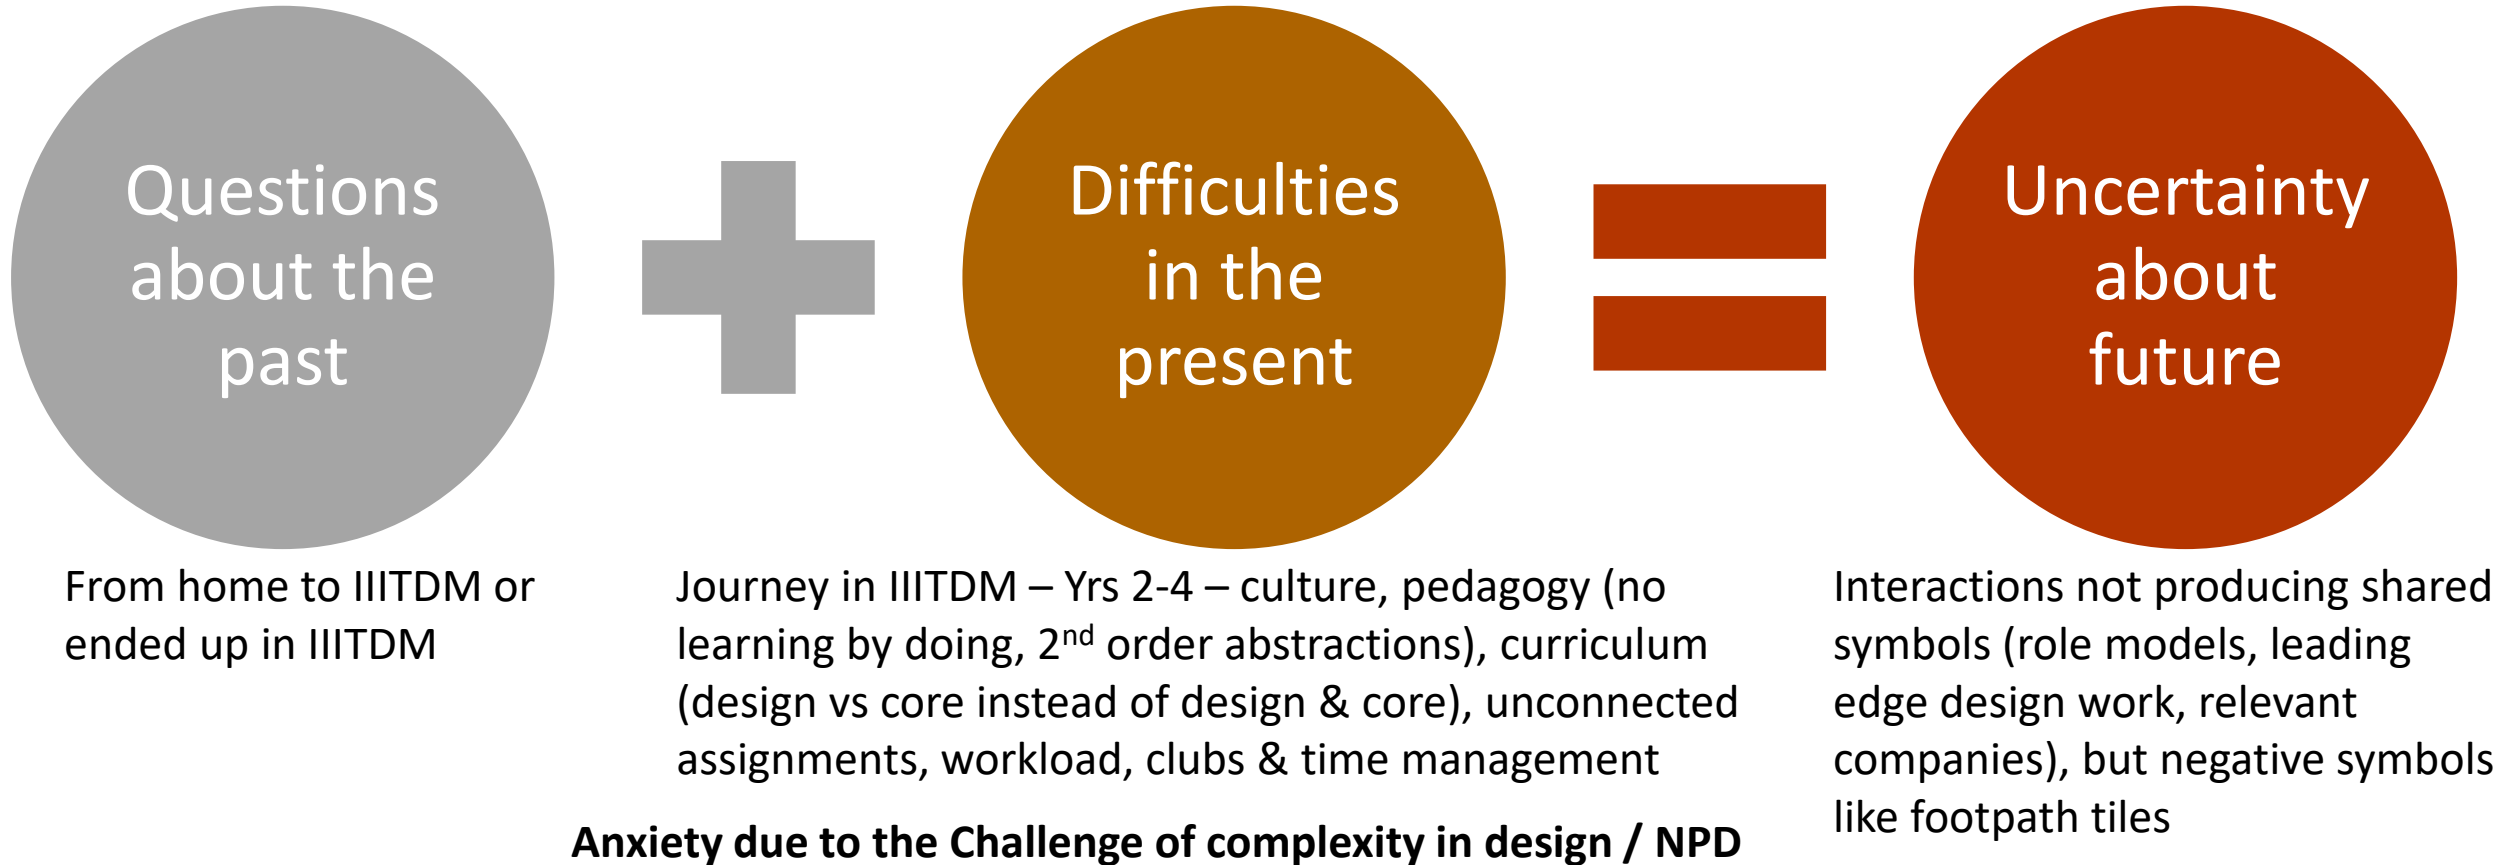 Questions
about the
past
Difficulties
in the
present
Uncertainty
about
future
From home to IIITDM or
ended up in IIITDM
Journey in IIITDM – Yrs 2-4 – culture, pedagogy (no
learning by doing, 2nd order abstractions), curriculum
(design vs core instead of design & core), unconnected
assignments, workload, clubs & time management
Interactions not producing shared
symbols (role models, leading
edge design work, relevant
companies), but negative symbols
like footpath tiles
Anxiety due to the Challenge of complexity in design / NPD